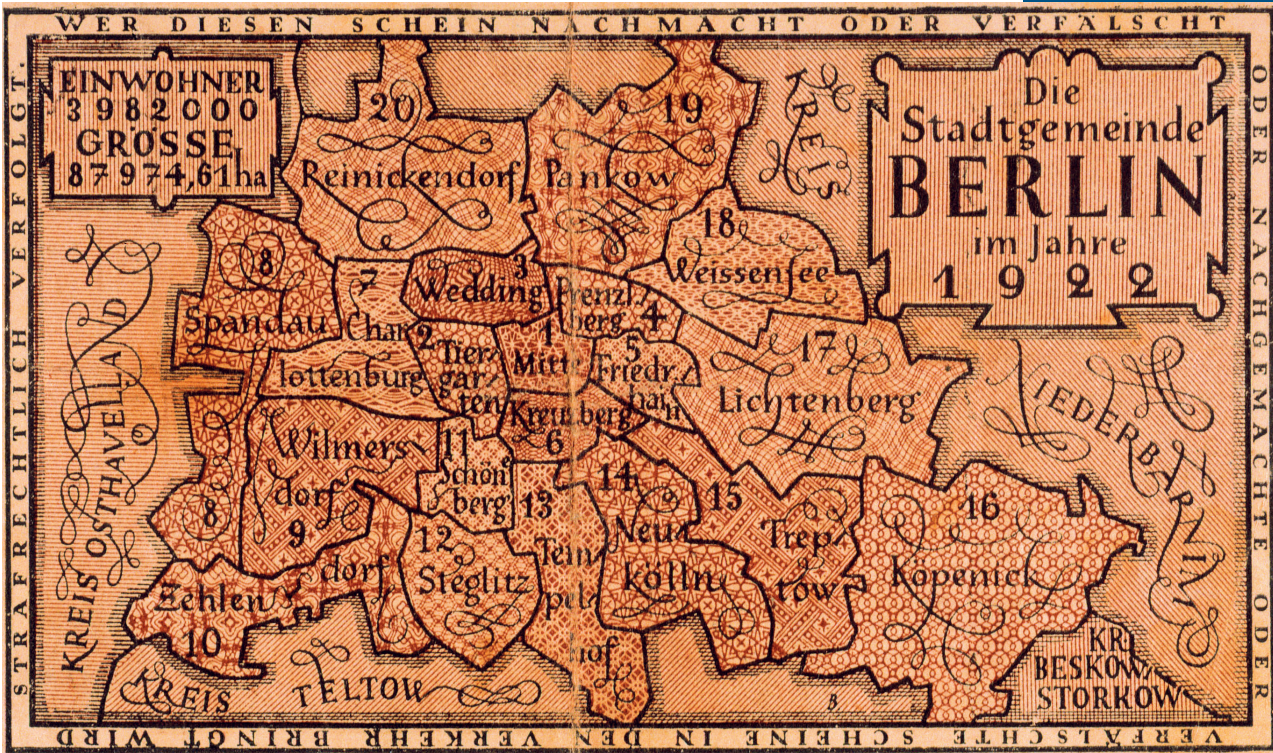 WER DIESEN SCHEIN NACHMACHT ODER VERFÄLSCHT
ODER NACHGEMACHTE ODER
VERFÄLSCHTE SCHEINE IN DEN VERKEHR BRINGT WIRD
STRAFRECHTLICH VERFOLGT.
EINWOHNER
3982000
GRÖSSE
87974,61ha
Die
Stadtgemeinde
BERLIN
im Jahre
1922
20
Reinickendorf
19
Pankow
KREIS
NIEDERBARNIM
18
Weissensee
8
Spandau
7
Char
lottenburg
3
Wedding
Prenzl.
berg 4
2
Tier
gar
ten
1
Mitte
5
Friedr.
hain
Kreuzberg
6
17
Lichtenberg
KREIS OSTHAVELLAND
8
Wilmers
dorf
9
11
Schöne
berg
12
Steglitz
13
Tem
pel
hof
14
Neu
kölln
15
Trep
tow
16
Köpenick
Zehlen
dorf
10
KREIS TELTOW
KR.
BESKOW
STORKOW
B